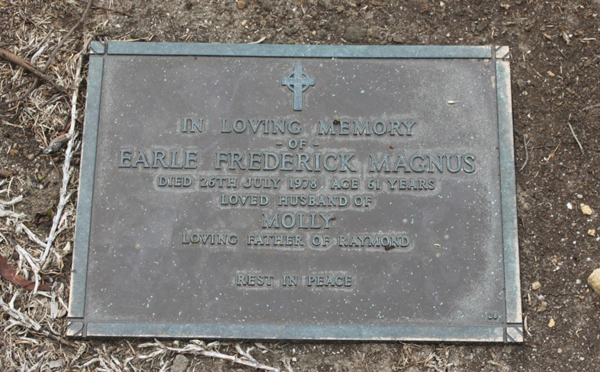 IN LOVING MEMORY
- OF -
EARLE FREDERICK MAGNUS
DIED 26TH JULY 1978 AGE 61 YEARS
LOVED HUSBAND OF
MOLLY
LOVING FATHER OF RAYMOND
REST IN PEACE